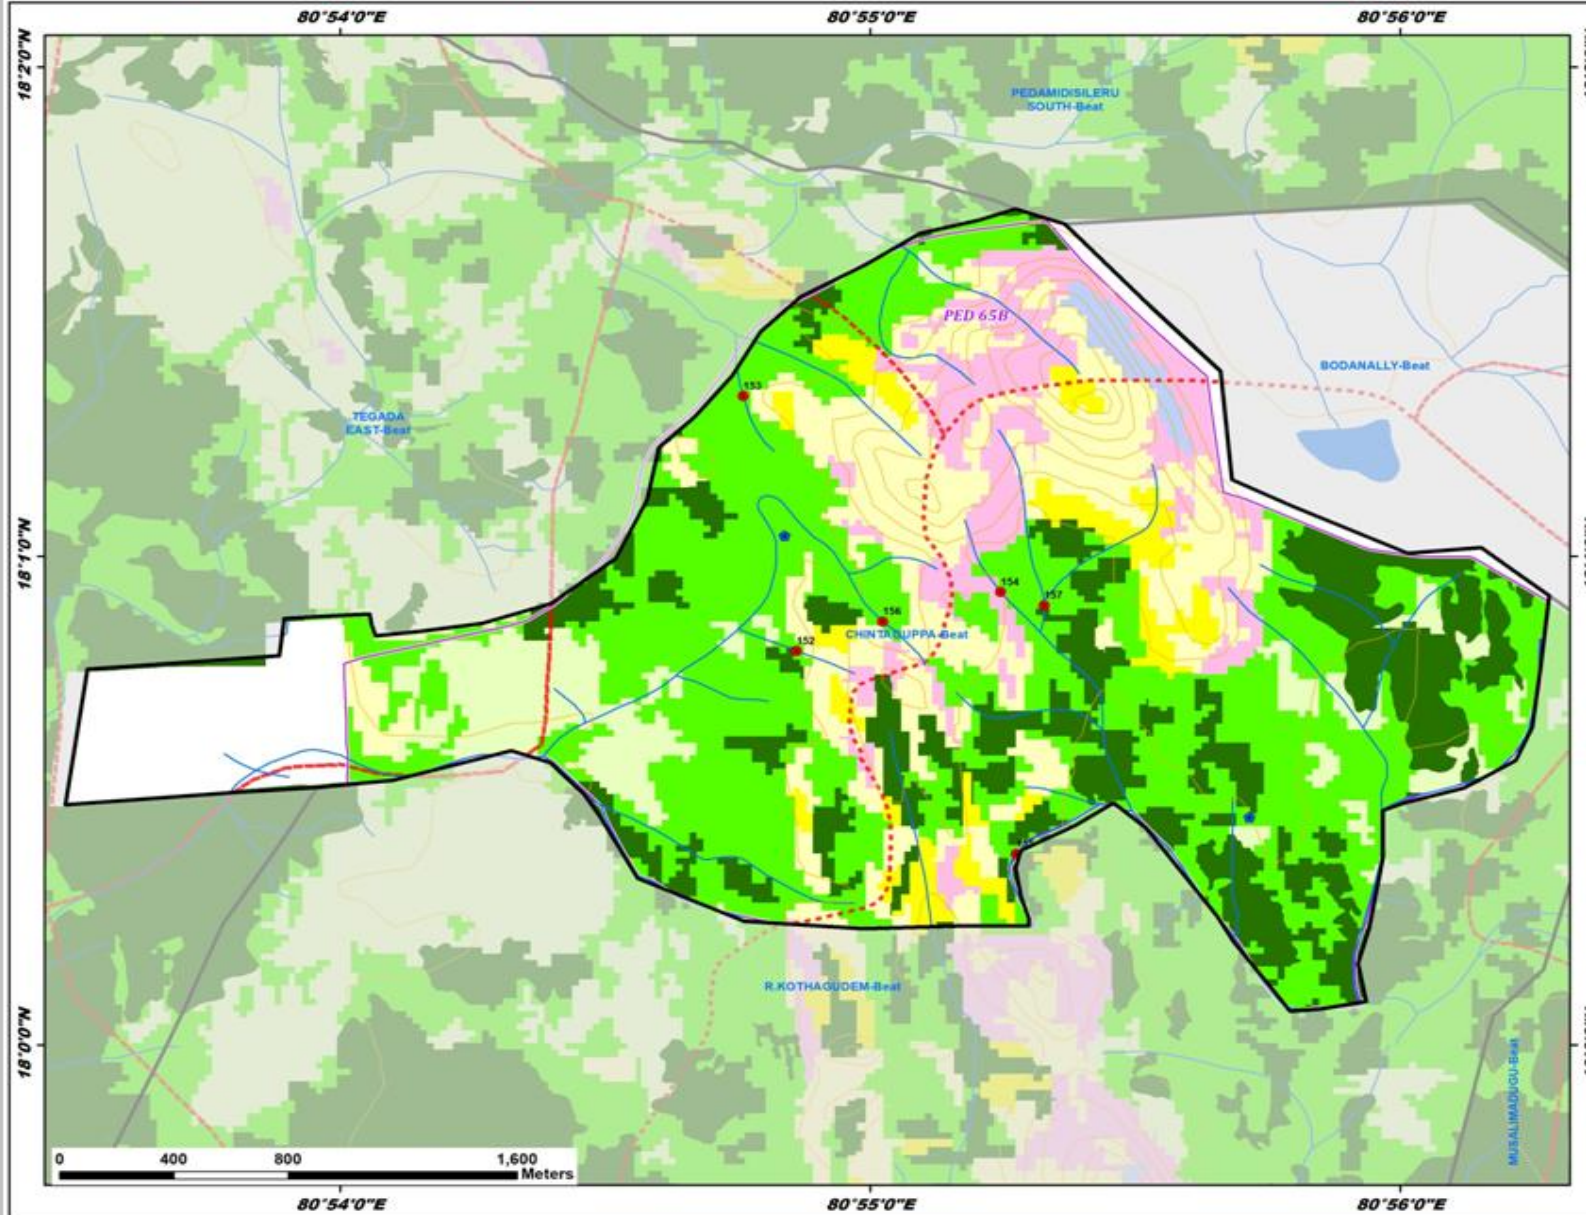 80°54'0"E 80°55'0"E 80°56'0"E
18°2'0"N
PEDAMIDISILERU
SOUTH-Beat
PED 65B
BODANALLY-Beat
153
TEGADA
EAST-Beat
18°1'0"N
154
157
156
CHINTAGUPPA-Beat
152
R.KOTHAGUDEM-Beat
18°0'0"N
MUSALIMADUGU-Beat
0 400 800 1,600
Meters
80°54'0"E 80°55'0"E 80°56'0"E